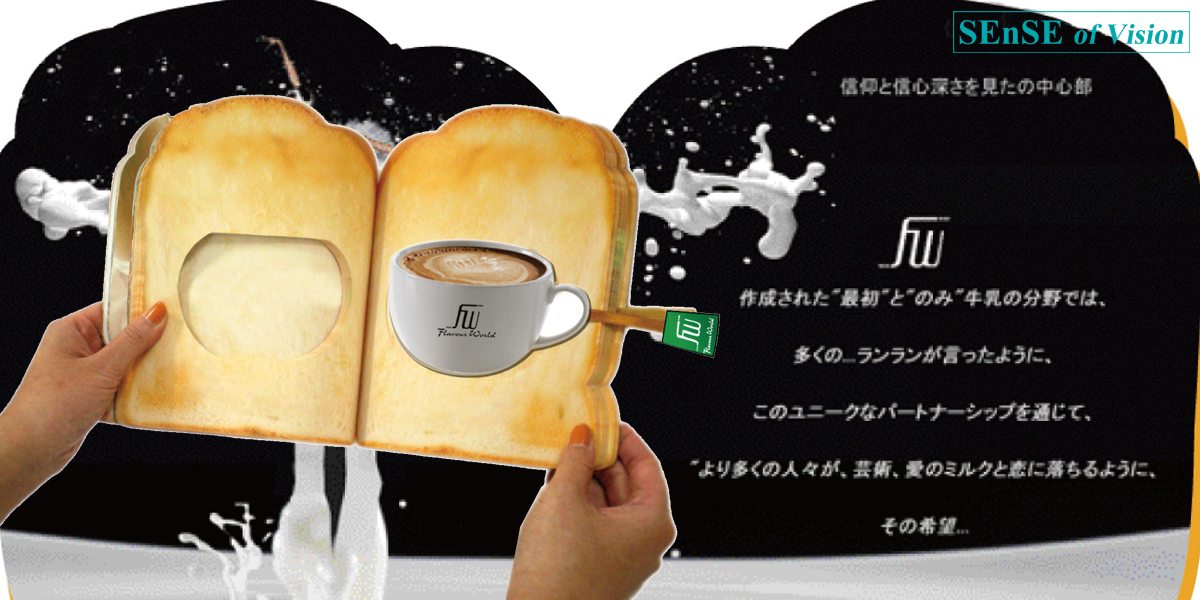 SEnSE of Vision
信仰と信心深さを見たの中心部
fw
作成された"最初"と"のみ"牛乳の分野では、
多くの...ランランが言ったように、
このユニークなパートナーシップを通じて、
"より多くの人々が、芸術、愛のミルクと恋に落ちるように、
その希望...
fw
Flavour World
fw
Flavour World